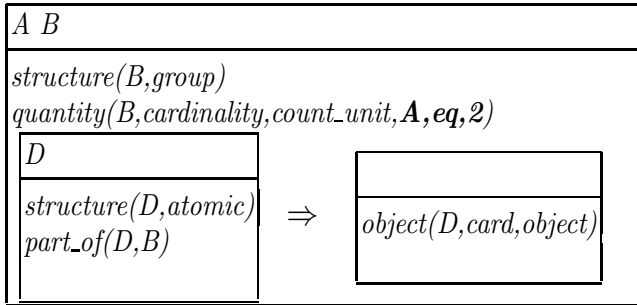 A B
structure(B,group)
quantity(B,cardinality,count_unit,A,eq,2)
D
structure(D,atomic)
part_of(D,B)
⇒
object(D,card,object)